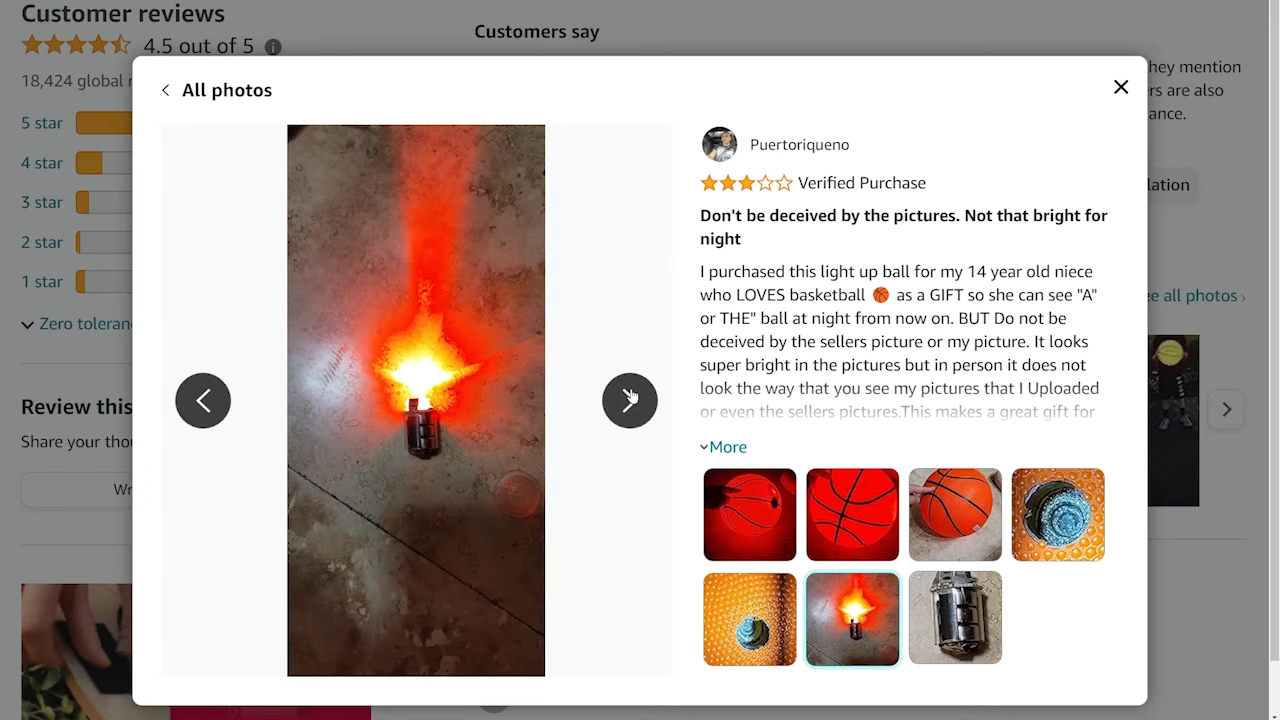 Customer reviews
4.5 out of 5
Customers say
18,424 global
5 star
4 star
3 star
2 star
1 star
Zero
Review this
Share your
hey mention
rs are also
ance.
lation
ee all photos
All photos
Puertoriqueno
Verified Purchase
Don't be deceived by the pictures. Not that bright for
night
I purchased this light up ball for my 14 year old niece
who LOVES basketball 🏀 as a GIFT so she can see "A"
or THE" ball at night from now on. BUT Do not be
deceived by the sellers picture or my picture. It looks
super bright in the pictures but in person it does not
look the way that you see my pictures that I Uploaded
or even the sellers pictures.This makes a great gift for
More